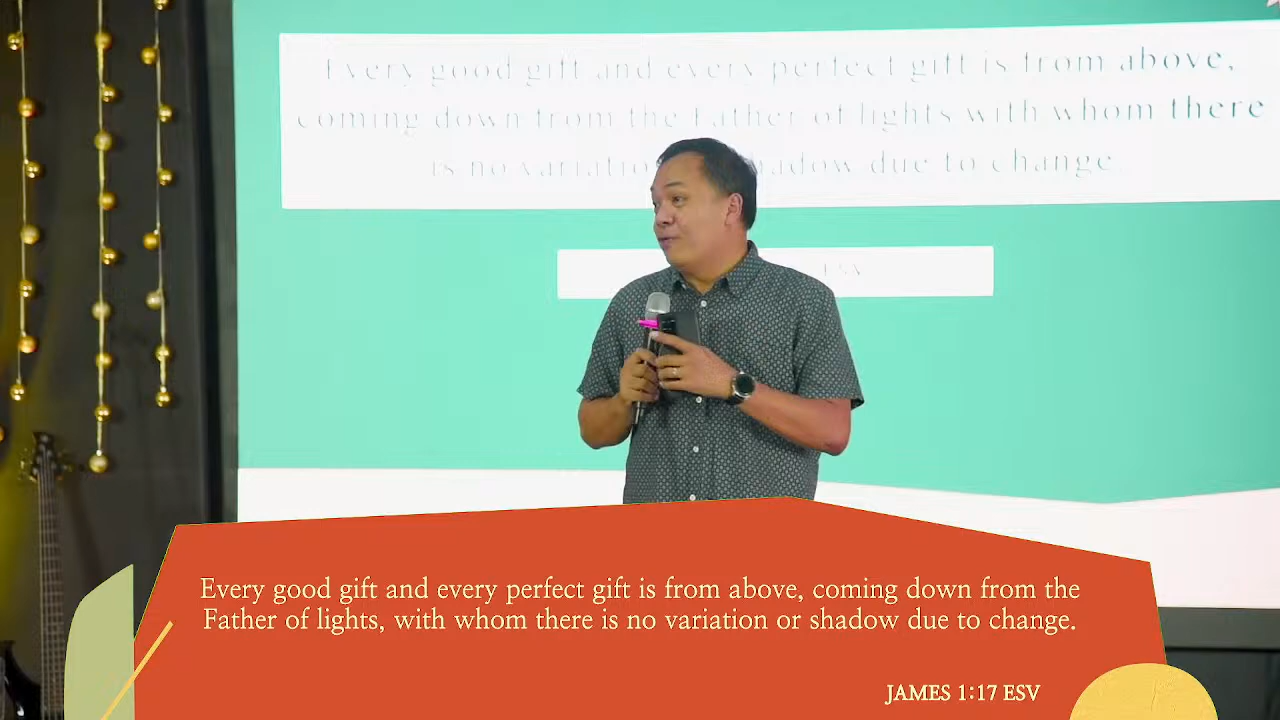 Every good gift and every perfect gift is from above,
coming down from the Father of lights with whom there
is no variation shadow due to change.
ESV
Every good gift and every perfect gift is from above, coming down from the
Father of lights, with whom there is no variation or shadow due to change.
JAMES 1:17 ESV